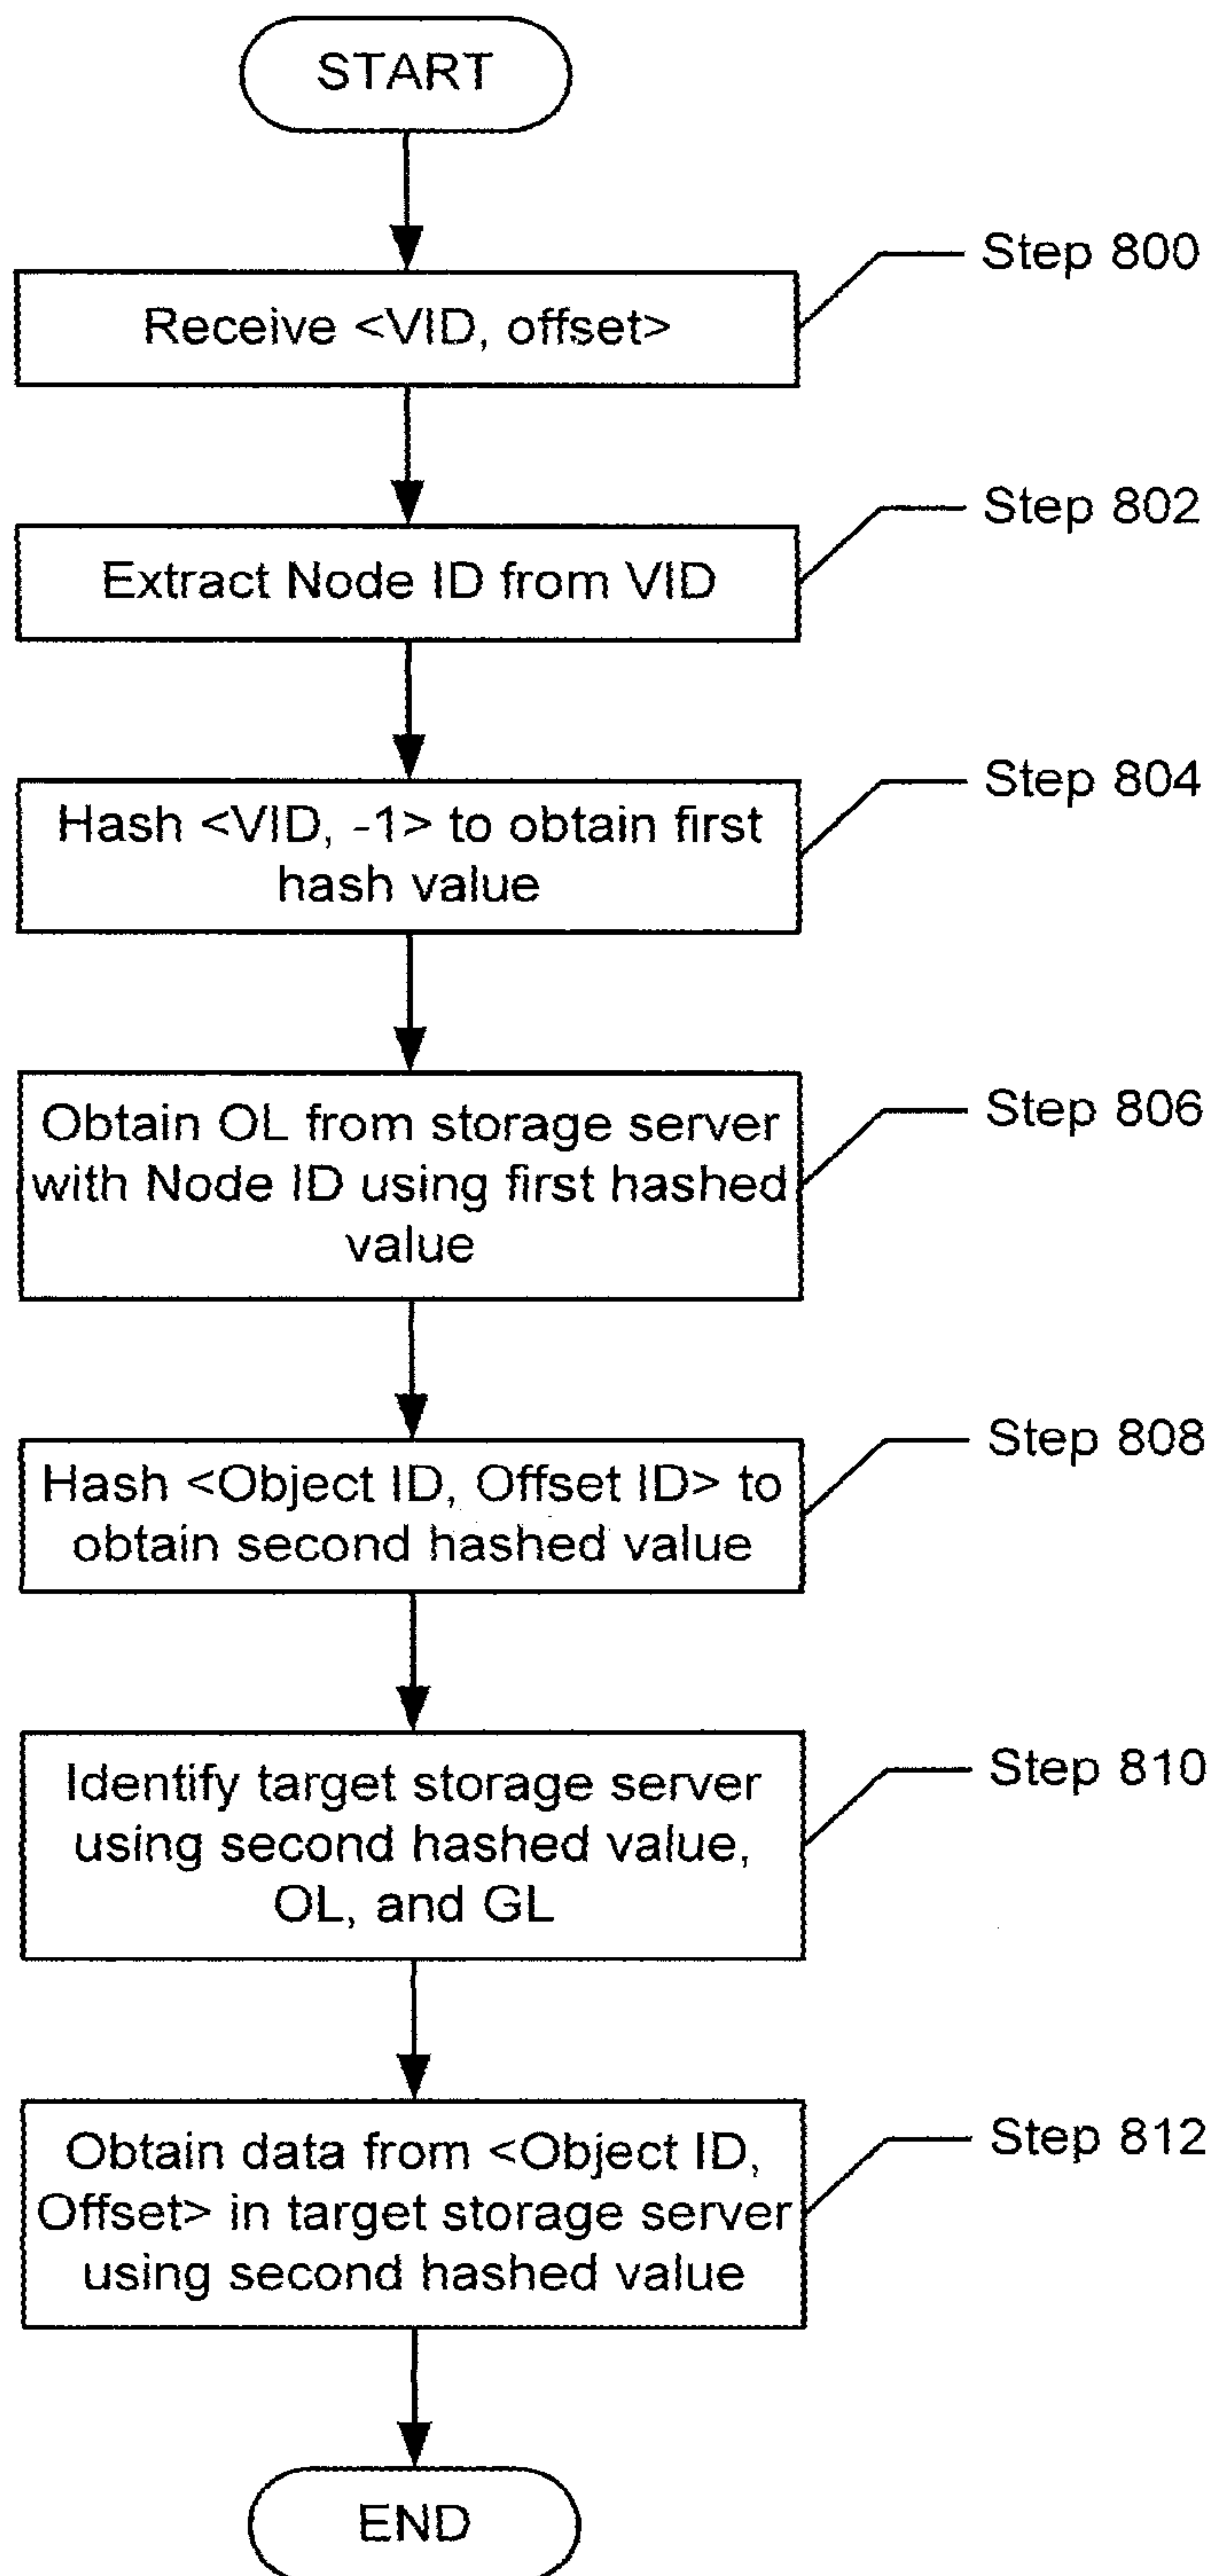 START
Step 800
Receive <VID, offset>
Step 802
Extract Node ID from VID
Step 804
Hash <VID, -1> to obtain first
hash value
Step 806
Obtain OL from storage server
with Node ID using first hashed
value
Step 808
Hash <Object ID, Offset ID> to
obtain second hashed value
Step 810
Identify target storage server
using second hashed value,
OL, and GL
Step 812
Obtain data from <Object ID,
Offset> in target storage server
using second hashed value
END